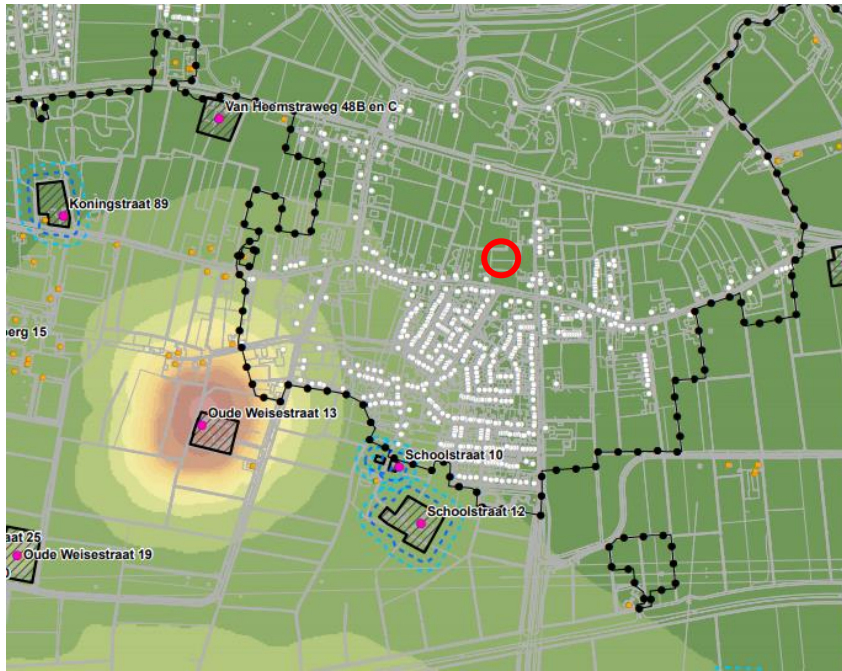 Van Heemstraweg 48B en C
Koningstraat 89
berg 15
Oude Weisestraat 13
Schoolstraat 10
Schoolstraat 12
aat 25
Oude Weisestraat 19